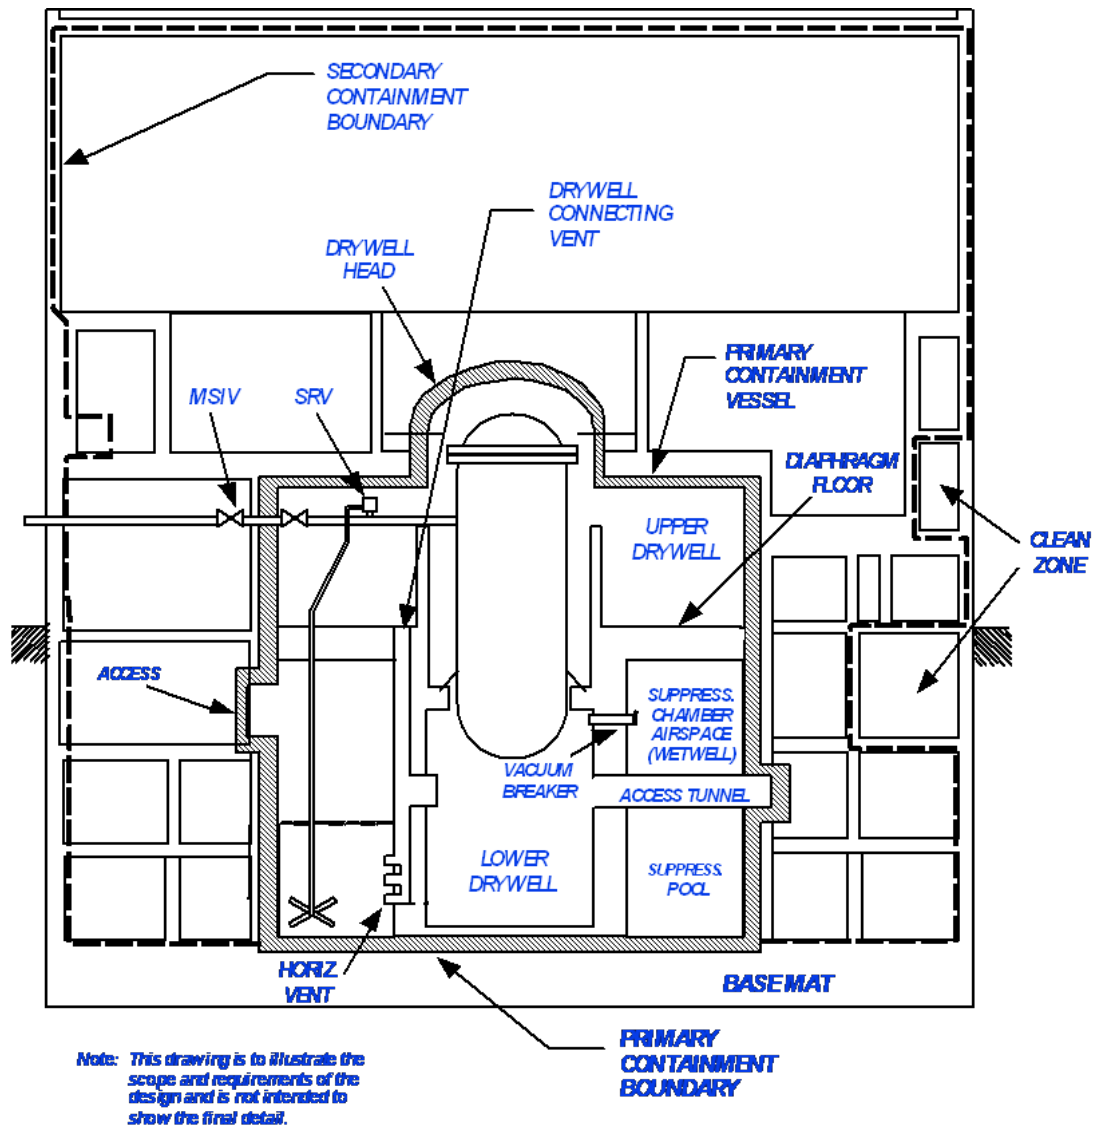 SECONDARY
CONTAINMENT
BOUNDARY
DRYWELL
CONNECTING
VENT
DRYWELL
HEAD
PRIMARY
CONTAINMENT
VESSEL
MSIV
SRV
DIAPHRAGM
FLOOR
UPPER
DRYWELL
CLEAN
ZONE
ACCESS
SUPPRESS.
CHAMBER
AIRSPACE
(WETWELL)
VACUUM
BREAKER
ACCESS TUNNEL
LOWER
DRYWELL
SUPPRESS.
POOL
HORIZ.
VENT
BASEMAT
PRIMARY
CONTAINMENT
BOUNDARY
Note: This drawing is to illustrate the
scope and requirements of the
design and is not intended to
show the final detail.